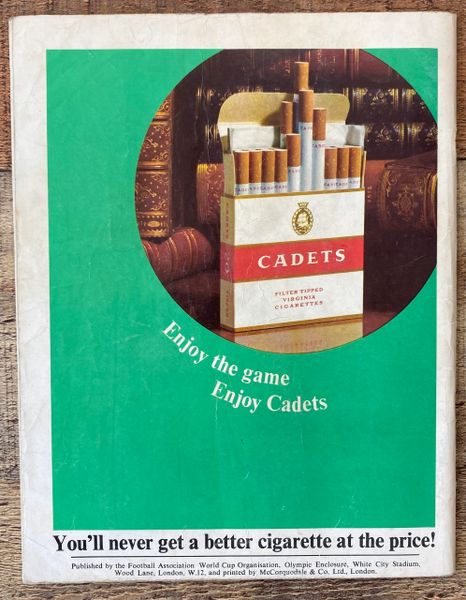 CADETS
FILTER TIPPED
VIRGINIA
CIGARETTES
Enjoy the game
Enjoy Cadets
You'll never get a better cigarette at the price!
Published by the Football Association World Cup Organisation, Olympic Enclosure, White City Stadium,
Wood Lane, London, W.12, and printed by McCorquodale & Co. Ltd., London.